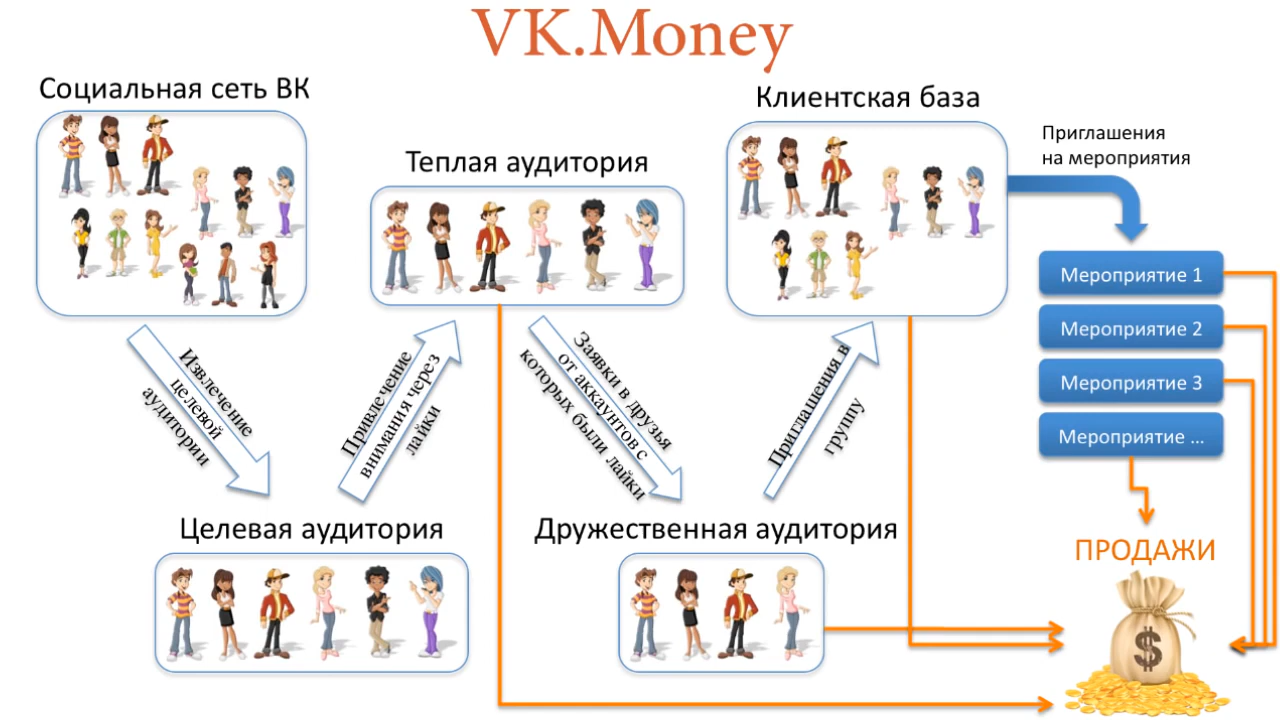 VK.Money
Социальная сеть ВК
Теплая аудитория
Клиентская база
Приглашения
на мероприятия
Мероприятие 1
Мероприятие 2
Мероприятие 3
Мероприятие ...
Извлечение
целевой
аудитории
Привлечение
внимания через
лайки
Заявки в друзья
от аккаунтов с
которых были лайки
Приглашения в
группу
Целевая аудитория
Дружественная аудитория
ПРОДАЖИ
$